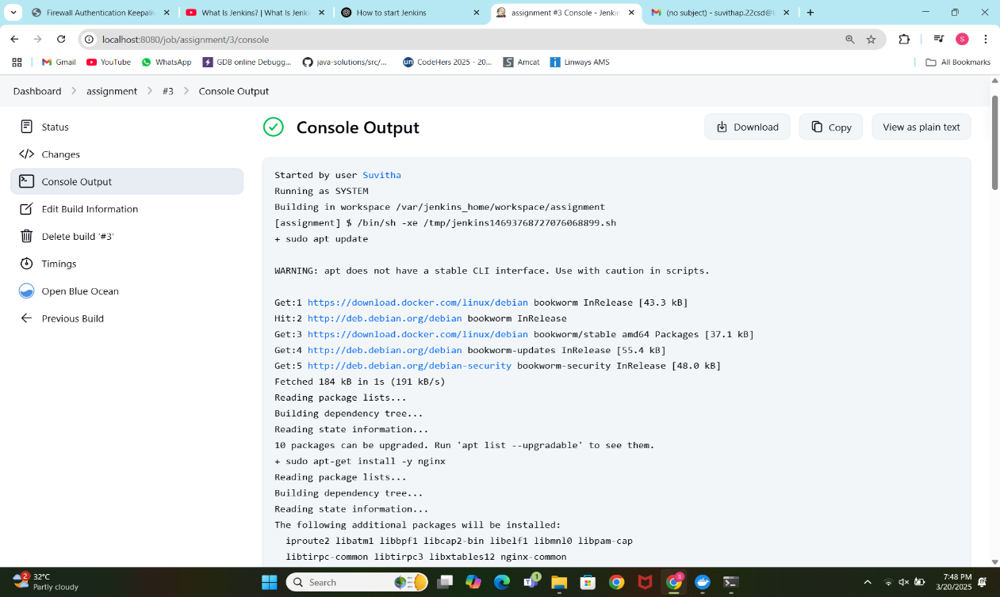 Firewall Authentication Keepaliv
What Is Jenkins? | What Is Jenki
How to start Jenkins
assignment #3 Console - Jenkin
(no subject) - suvithap.22csd@k
localhost:8080/job/assignment/3/console
S
Gmail
YouTube
WhatsApp
GDB online Debugg...
java-solutions/src/...
CodeHers 2025 - 20...
Amcat
Linways AMS
All Bookmarks
Dashboard > assignment > #3 > Console Output
Status
Changes
Console Output
Edit Build Information
Delete build '#3'
Timings
Open Blue Ocean
Previous Build
Console Output
Download
Copy
View as plain text
Started by user Suvitha
Running as SYSTEM
Building in workspace /var/jenkins_home/workspace/assignment
[assignment] $ /bin/sh -xe /tmp/jenkins14693768727076068899.sh
+ sudo apt update
WARNING: apt does not have a stable CLI interface. Use with caution in scripts.
Get:1 https://download.docker.com/linux/debian bookworm InRelease [43.3 kB]
Hit:2 http://deb.debian.org/debian bookworm InRelease
Get:3 https://download.docker.com/linux/debian bookworm/stable amd64 Packages [37.1 kB]
Get:4 http://deb.debian.org/debian bookworm-updates InRelease [55.4 kB]
Get:5 http://deb.debian.org/debian-security bookworm-security InRelease [48.0 kB]
Fetched 184 kB in 1s (191 kB/s)
Reading package lists...
Building dependency tree...
Reading state information...
10 packages can be upgraded. Run 'apt list --upgradable' to see them.
+ sudo apt-get install -y nginx
Reading package lists...
Building dependency tree...
Reading state information...
The following additional packages will be installed:
iproute2 libatm1 libbpf1 libcap2-bin libelf1 libmnl0 libpam-cap
libtirpc-common libtirpc3 libxtables12 nginx-common
2
32°C
Partly cloudy
Search
1
S
7:48 PM
3/20/2025